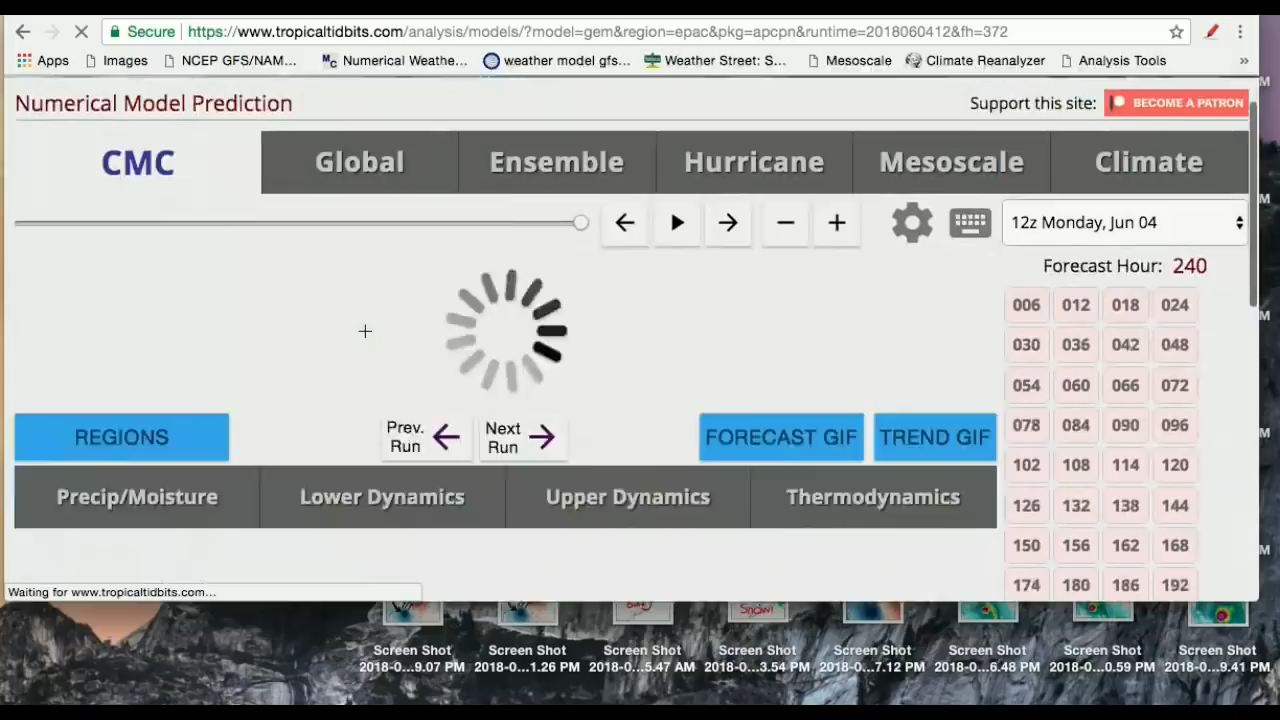 Secure https://www.tropicaltidbits.com/analysis/models/?model=gem&region=epac&pkg=apcpn&runtime=2018060412&fh=372
Apps Images NCEP GFS/NAM... Numerical Weathe... weather model gfs... Weather Street: S... Mesoscale Climate Reanalyzer Analysis Tools »
Numerical Model Prediction
Support this site: BECOME A PATRON
CMC Global Ensemble Hurricane Mesoscale Climate
12z Monday, Jun 04
Forecast Hour: 240
006 012 018 024
030 036 042 048
054 060 066 072
078 084 090 096
102 108 114 120
126 132 138 144
150 156 162 168
174 180 186 192
REGIONS
Prev. Run
Next Run
FORECAST GIF
TREND GIF
Precip/Moisture Lower Dynamics Upper Dynamics Thermodynamics
Waiting for www.tropicaltidbits.com...
Screen Shot Screen Shot Screen Shot Screen Shot Screen Shot Screen Shot Screen Shot Screen Shot
2018-0...9.07 PM 2018-0...1.26 PM 2018-0...5.47 AM 2018-0...3.54 PM 2018-0...7.12 PM 2018-0...6.48 PM 2018-0...0.59 PM 2018-0...9.41 PM